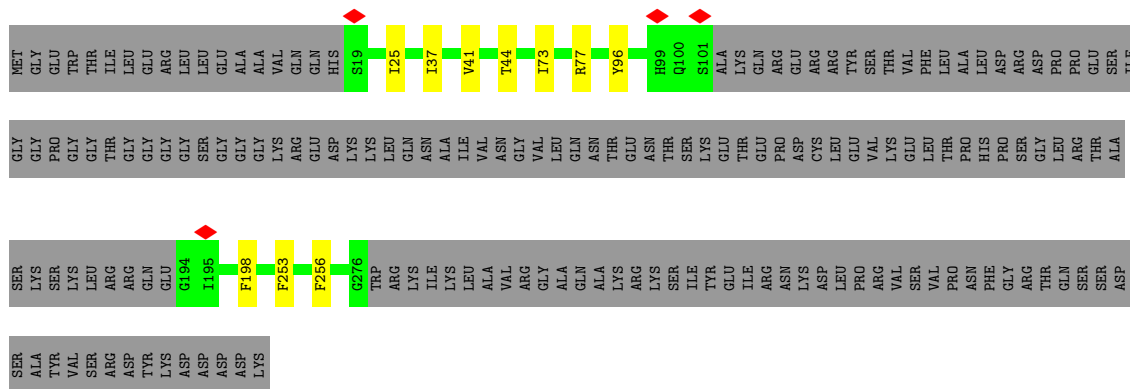 MET GLY GLU TRP THR ILE LEU GLU ARG LEU LEU GLU ALA ALA VAL GLN GLN HIS S19 I25 I37 V41 T44 I73 R77 Y96 H99 Q100 S101 ALA LYS GLN ARG GLU ARG ARG TYR SER THR VAL PHE LEU ALA LEU ASP ARG ASP PRO PRO GLU SER ILE
GLY GLY PRO GLY GLY THR GLY GLY GLY GLY SER GLY GLY GLY LYS ARG GLU ASP LYS LYS LEU GLN ASN ALA ILE VAL ASN GLY VAL LEU GLN ASN THR GLU ASN THR SER LYS GLU THR GLU PRO ASP CYS LEU GLU VAL LYS GLU LEU THR PRO HIS PRO SER GLY LEU ARG THR ALA
SER LYS SER LYS LEU ARG ARG GLN GLU G194 I195 F198 F253 F256 G276 TRP ARG LYS ILE LYS LEU ALA VAL ARG GLY ALA GLN ALA LYS ARG LYS SER ILE TYR GLU ILE ARG ASN LYS ASP LEU PRO ARG VAL SER VAL PRO ASN PHE GLY ARG THR GLN SER SER ASP
SER ALA TYR VAL SER ARG ASP TYR LYS ASP ASP ASP ASP LYS